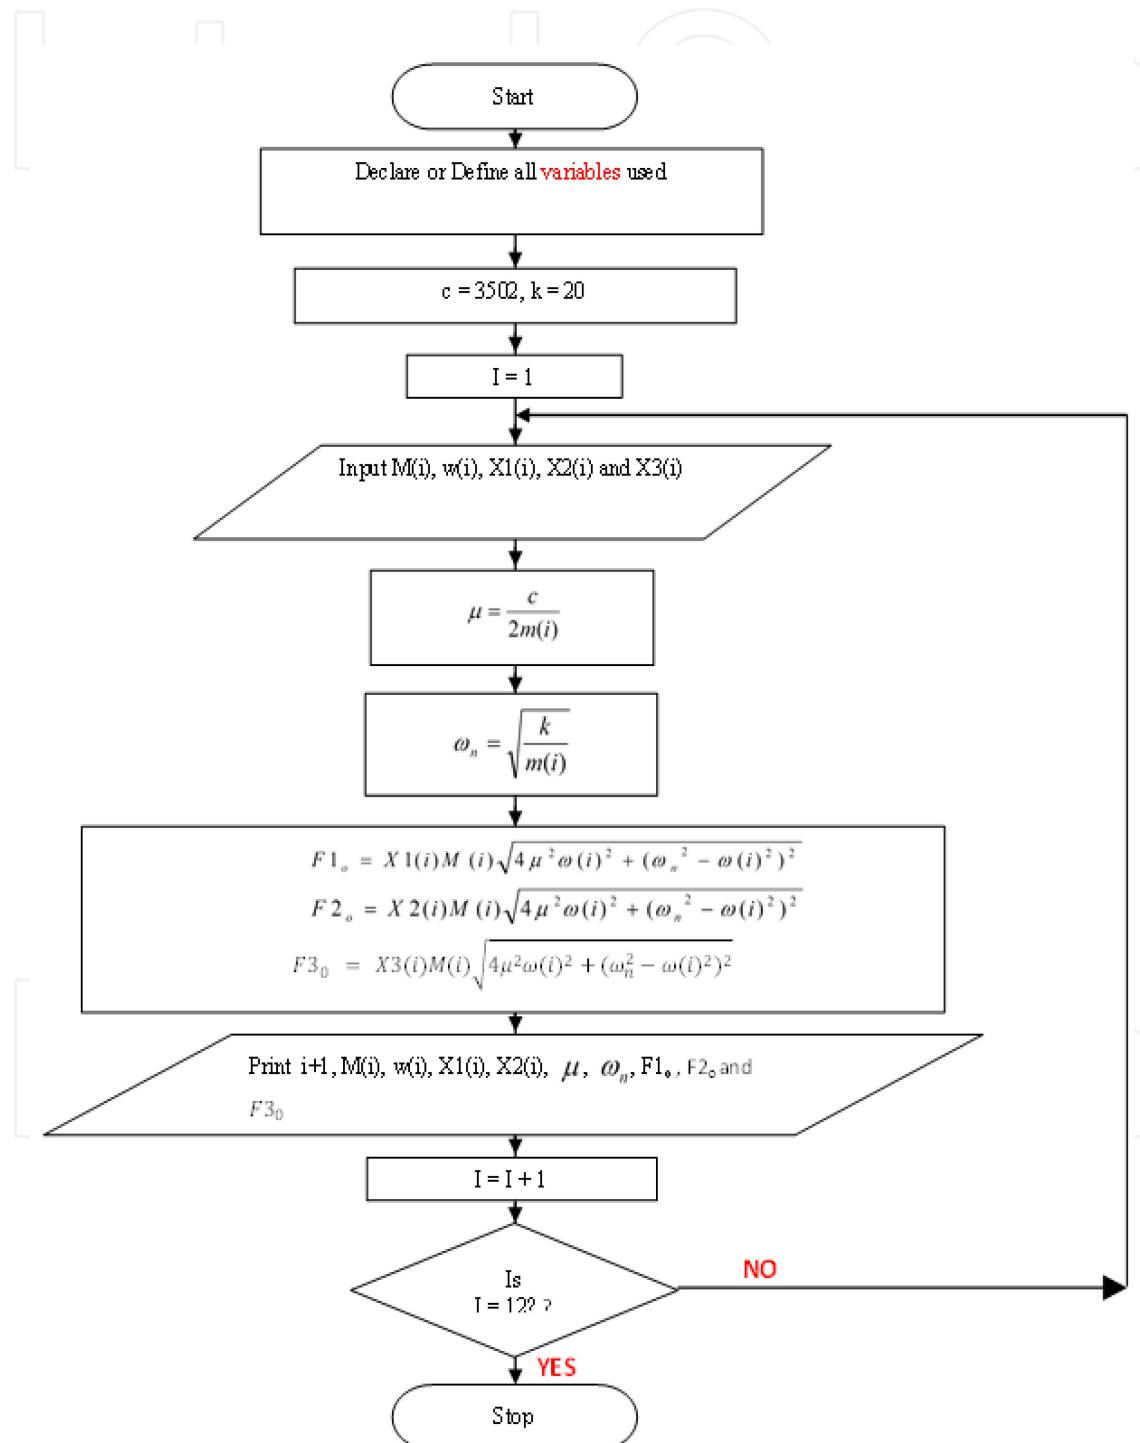 Start
Declare or Define all variables used
c = 3502, k = 20
I = 1
Input M(i), w(i), X1(i), X2(i) and X3(i)
μ = c / 2m(i)
ω_n = √(k / m(i))
F1_o = X1(i)M (i)√(4μ²ω(i)² + (ω_n² − ω(i)²)²)
F2_o = X2(i)M (i)√(4μ²ω(i)² + (ω_n² − ω(i)²)²)
F3_0 = X3(i)M(i)√(4μ²ω(i)² + (ω_n² − ω(i)²)²)
Print i+1, M(i), w(i), X1(i), X2(i), μ, ω_n, F1_o, F2_o and
F3_0
I = I + 1
Is
NO
I = 12? ?
YES
Stop